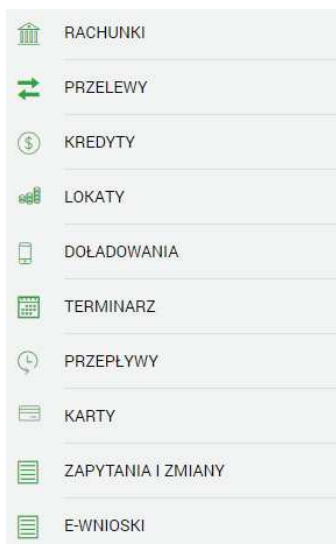 RACHUNKI
PRZELEWY
KREDYTY
LOKATY
DOŁADOWANIA
TERMINARZ
PRZEPŁYWY
KARTY
ZAPYTANIA I ZMIANY
E-WNIOSKI